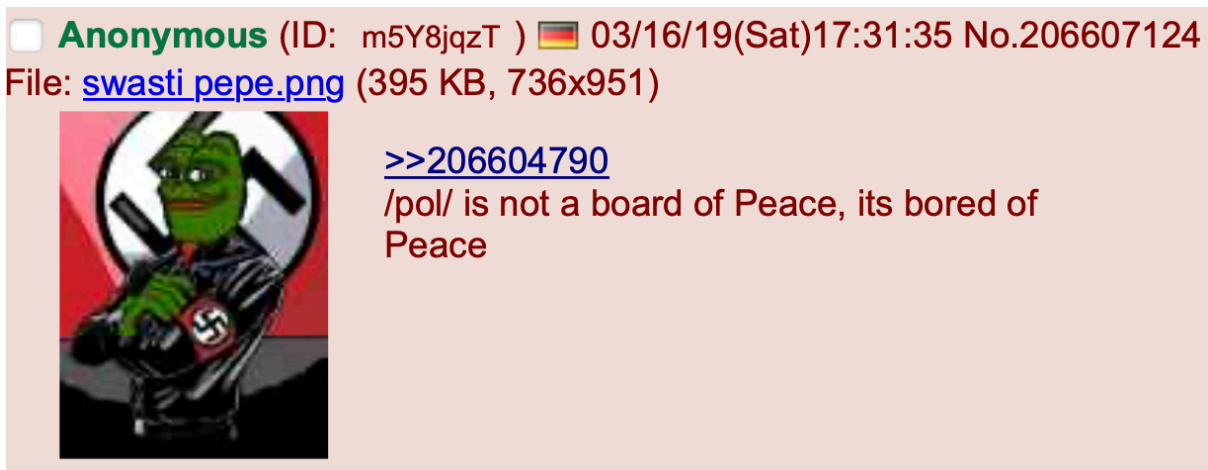 Anonymous (ID: m5Y8jqzT ) 03/16/19(Sat)17:31:35 No.206607124
File: swasti pepe.png (395 KB, 736x951)
>>206604790
/pol/ is not a board of Peace, its bored of
Peace